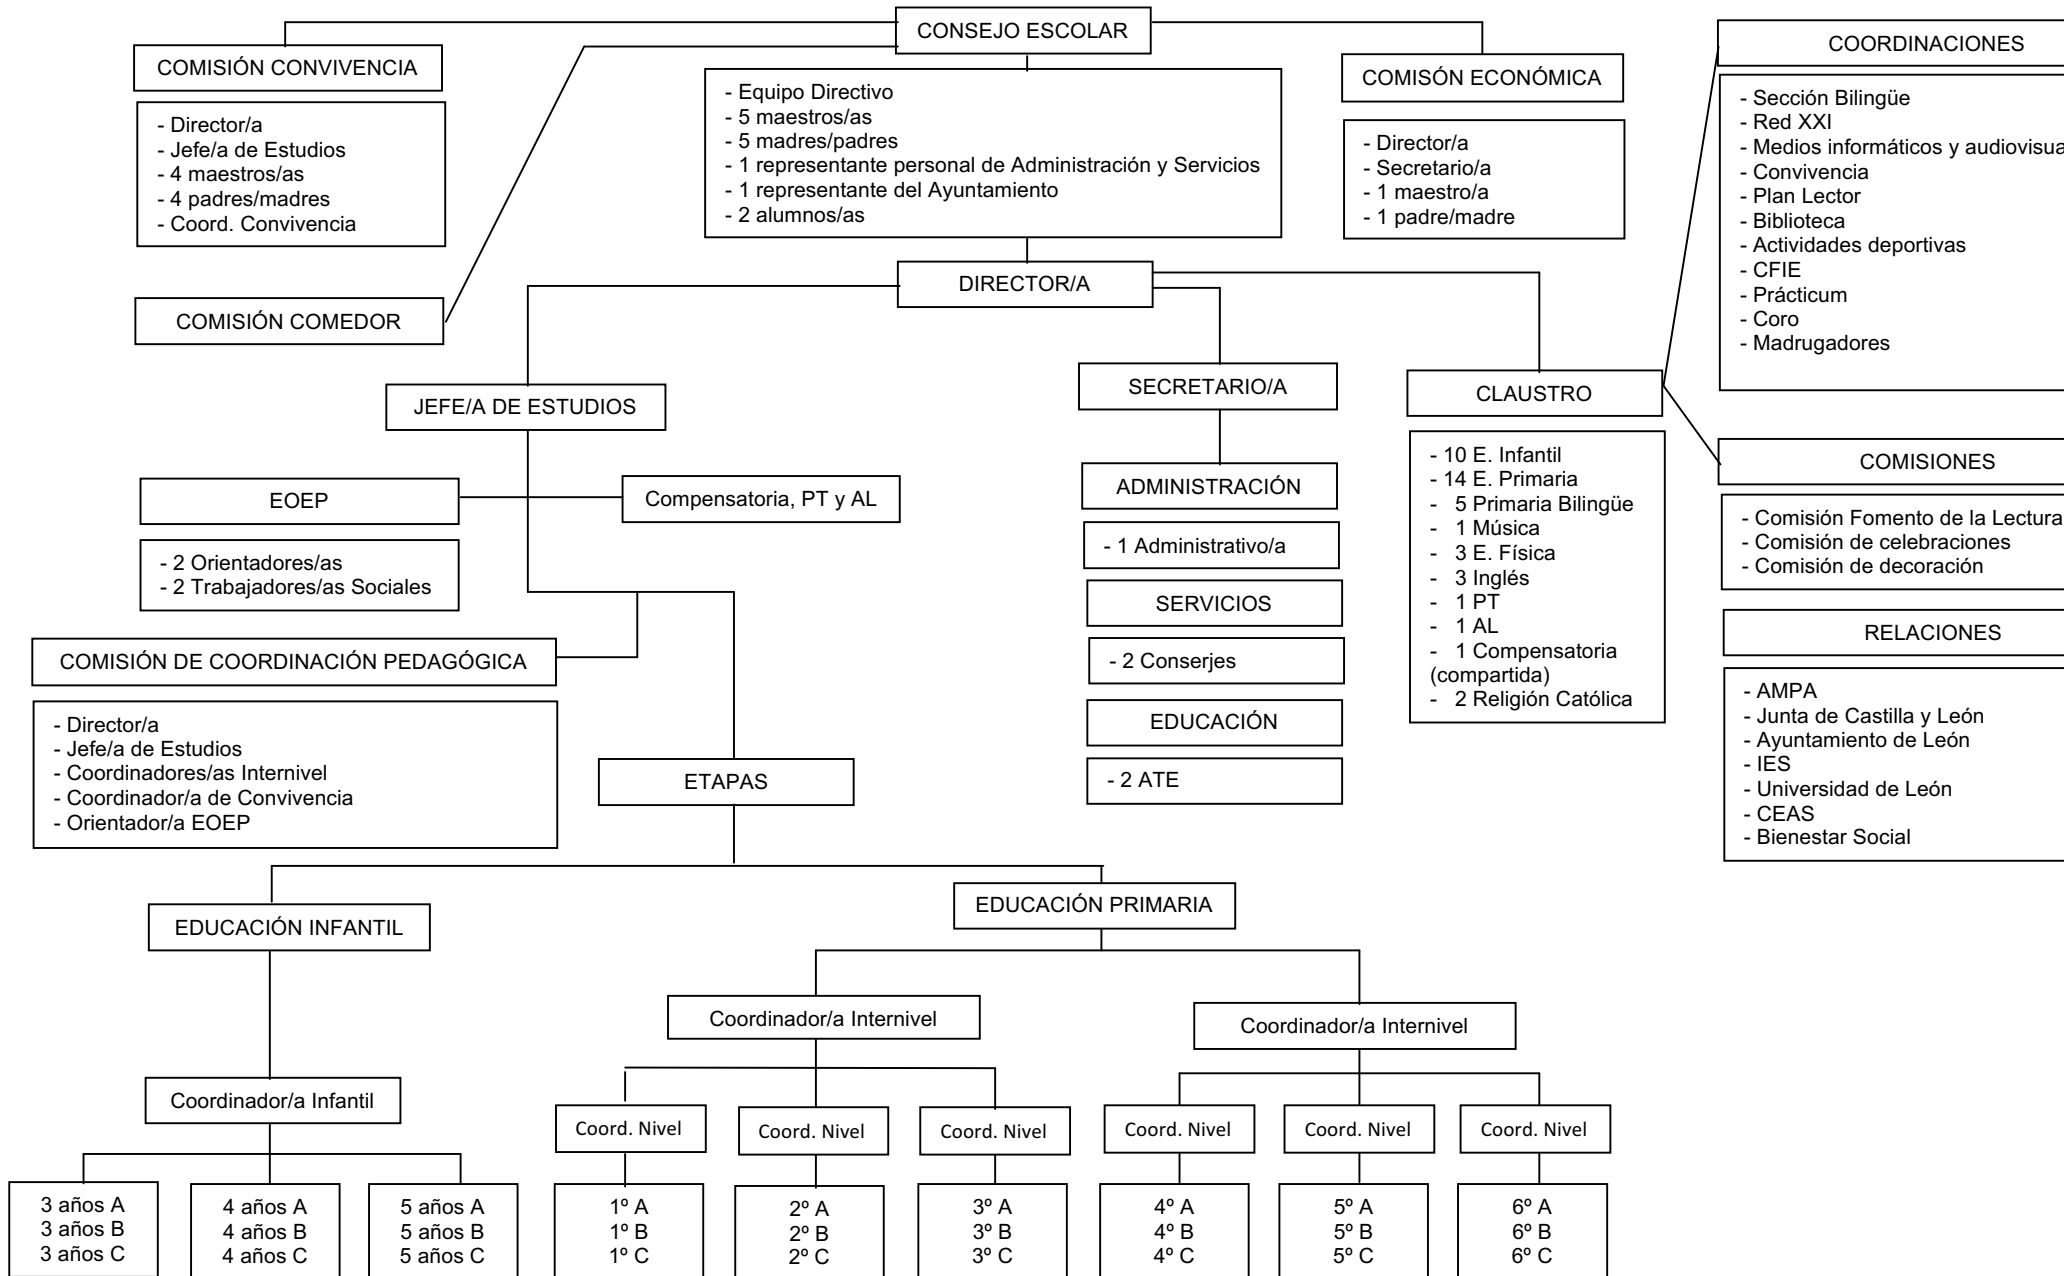 CONSEJO ESCOLAR
COMISIÓN CONVIVENCIA
- Director/a
- Jefe/a de Estudios
- 4 maestros/as
- 4 padres/madres
- Coord. Convivencia
- Equipo Directivo
- 5 maestros/as
- 5 madres/padres
- 1 representante personal de Administración y Servicios
- 1 representante del Ayuntamiento
- 2 alumnos/as
COMISÓN ECONÓMICA
- Director/a
- Secretario/a
- 1 maestro/a
- 1 padre/madre
COORDINACIONES
- Sección Bilingüe
- Red XXI
- Medios informáticos y audiovisua
- Convivencia
- Plan Lector
- Biblioteca
- Actividades deportivas
- CFIE
- Prácticum
- Coro
- Madrugadores
COMISIÓN COMEDOR
DIRECTOR/A
JEFE/A DE ESTUDIOS
SECRETARIO/A
CLAUSTRO
- 10 E. Infantil
- 14 E. Primaria
- 5 Primaria Bilingüe
- 1 Música
- 3 E. Física
- 3 Inglés
- 1 PT
- 1 AL
- 1 Compensatoria
(compartida)
- 2 Religión Católica
COMISIONES
- Comisión Fomento de la Lectura
- Comisión de celebraciones
- Comisión de decoración
RELACIONES
- AMPA
- Junta de Castilla y León
- Ayuntamiento de León
- IES
- Universidad de León
- CEAS
- Bienestar Social
EOEP
- 2 Orientadores/as
- 2 Trabajadores/as Sociales
Compensatoria, PT y AL
ADMINISTRACIÓN
- 1 Administrativo/a
SERVICIOS
- 2 Conserjes
EDUCACIÓN
- 2 ATE
COMISIÓN DE COORDINACIÓN PEDAGÓGICA
- Director/a
- Jefe/a de Estudios
- Coordinadores/as Internivel
- Coordinador/a de Convivencia
- Orientador/a EOEP
ETAPAS
EDUCACIÓN INFANTIL
EDUCACIÓN PRIMARIA
Coordinador/a Internivel
Coordinador/a Internivel
Coordinador/a Infantil
Coord. Nivel
Coord. Nivel
Coord. Nivel
Coord. Nivel
Coord. Nivel
Coord. Nivel
3 años A
3 años B
3 años C
4 años A
4 años B
4 años C
5 años A
5 años B
5 años C
1º A
1º B
1º C
2º A
2º B
2º C
3º A
3º B
3º C
4º A
4º B
4º C
5º A
5º B
5º C
6º A
6º B
6º C